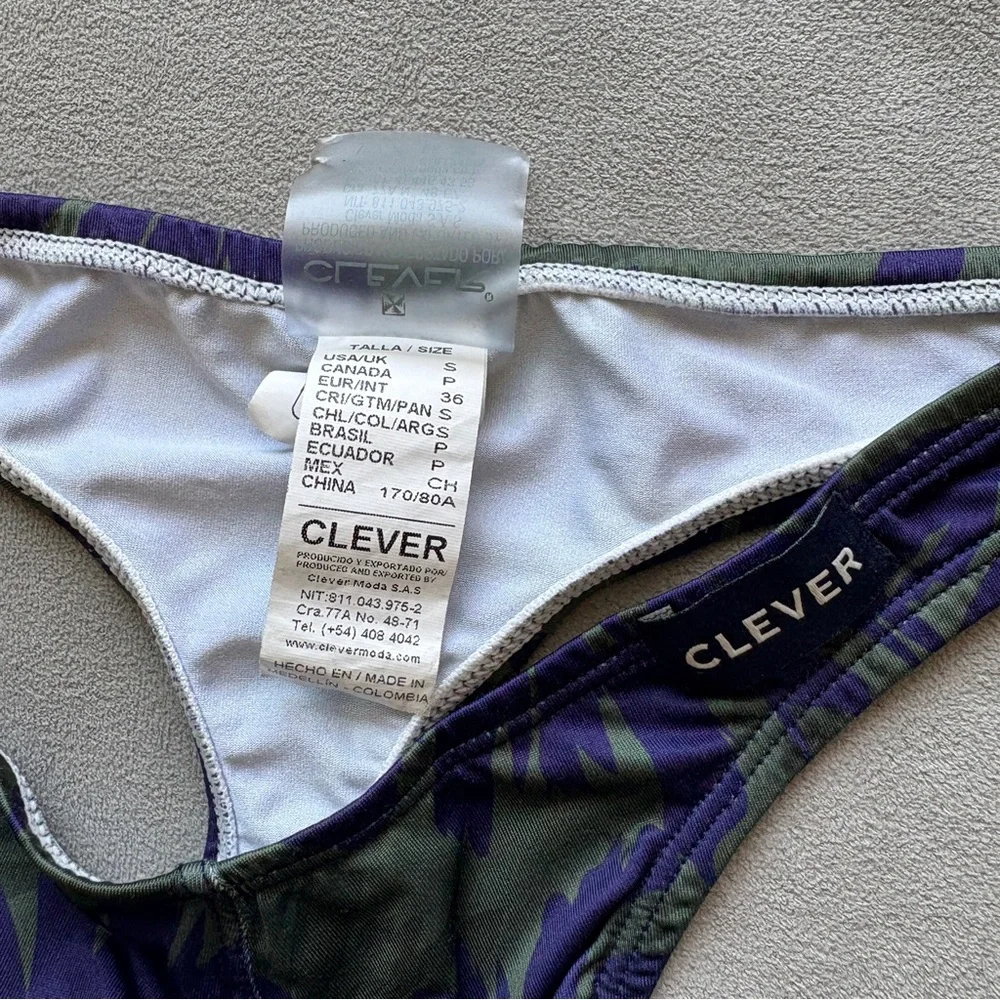 CLEVER
TALLA / SIZE
USA/UK S
CANADA P
EUR/INT 36
CRI/GTM/PAN S
CHL/COL/ARG S
BRASIL P
ECUADOR P
MEX CH
CHINA 170/80A
CLEVER
PRODUCIDO Y EXPORTADO POR/
PRODUCED AND EXPORTED BY
Clever Moda S.A.S
NIT:811.043.975-2
Cra.77A No. 48-71
Tel. (+54) 408 4042
www.clevermoda.com
HECHO EN / MADE IN
MEDELLÍN - COLOMBIA
CLEVER